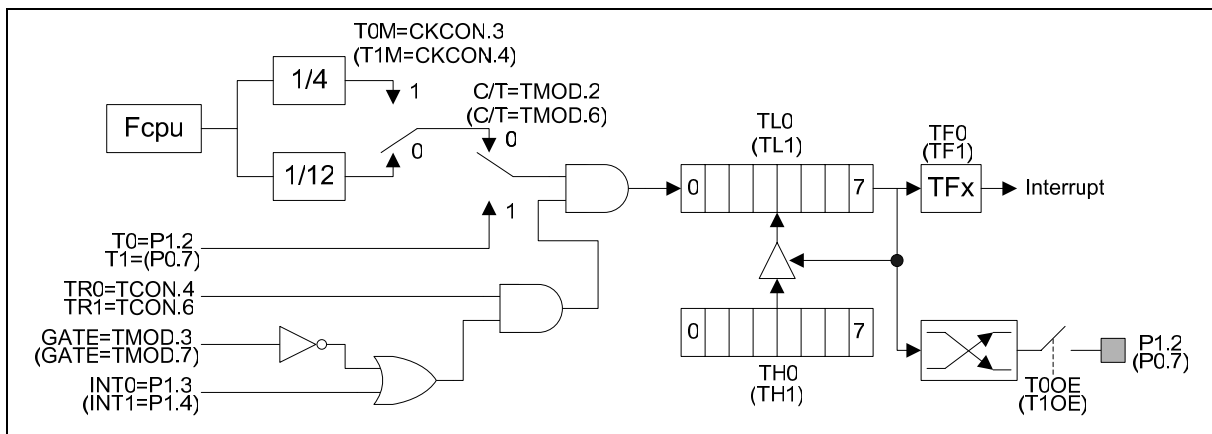 T0M=CKCON.3
(T1M=CKCON.4)
1/4
1
C/T=TMOD.2
(C/T=TMOD.6)
Fcpu
0
0
1/12
1
TL0
(TL1)
0
7
TF0
(TF1)
TFx
Interrupt
T0=P1.2
T1=(P0.7)
TR0=TCON.4
TR1=TCON.6
GATE=TMOD.3
(GATE=TMOD.7)
INT0=P1.3
(INT1=P1.4)
0
7
TH0
(TH1)
T0OE
(T1OE)
P1.2
(P0.7)